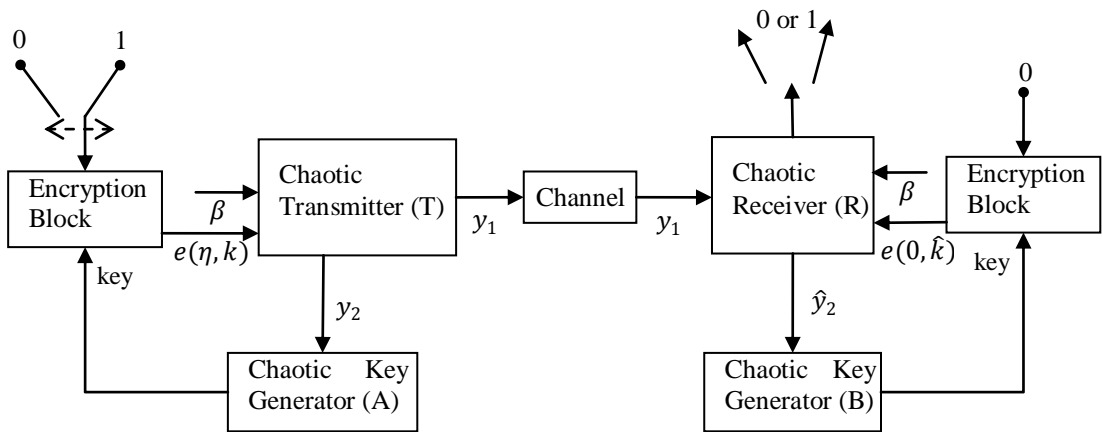 0
1
0 or 1
0
Encryption
Block
Chaotic
Transmitter (T)
Channel
Chaotic
Receiver (R)
Encryption
Block
β
e(η, k)
y₁
y₁
β
e(0, k̂)
key
key
y₂
ŷ₂
Chaotic Key
Generator (A)
Chaotic Key
Generator (B)